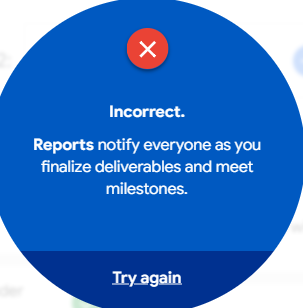 Incorrect.
Reports notify everyone as you
finalize deliverables and meet
milestones.
Try again